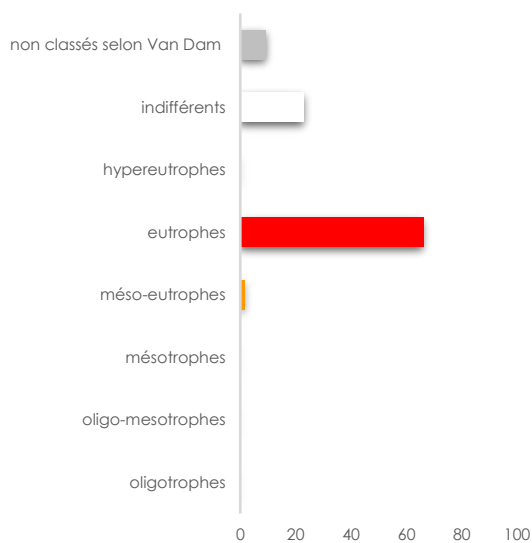 non classés selon Van Dam
indifférents
hypereutrophes
eutrophes
méso-eutrophes
mésotrophes
oligo-mesotrophes
oligotrophes
0 20 40 60 80 100